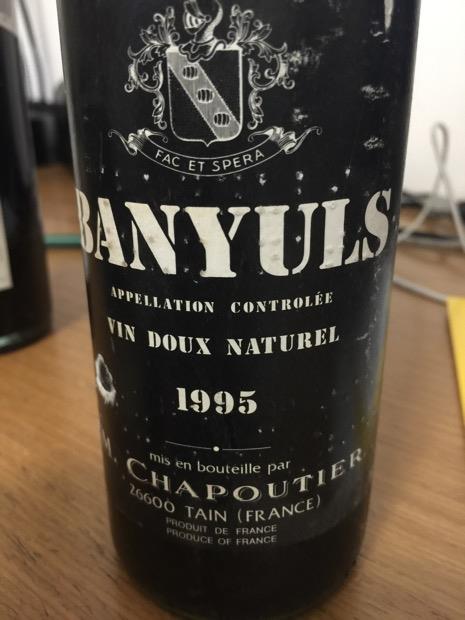 FAC ET SPERA
BANYULS
APPELLATION CONTROLÉE
VIN DOUX NATUREL
1995
mis en bouteille par
M. CHAPOUTIER
26600 TAIN (FRANCE)
PRODUIT DE FRANCE
PRODUCE OF FRANCE